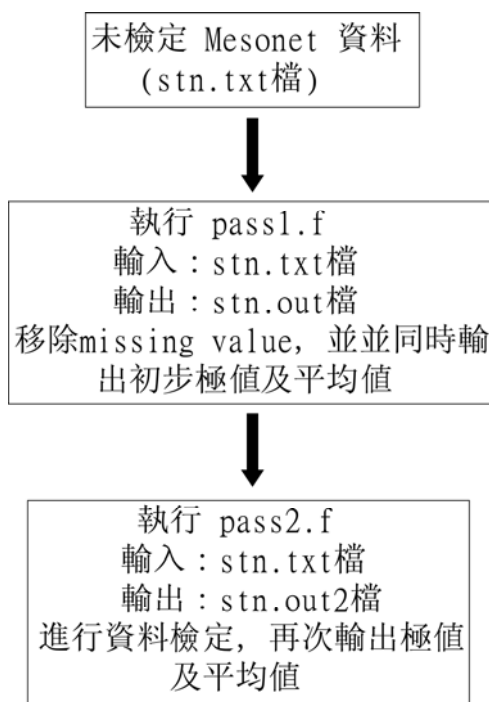 未檢定 Mesonet 資料
(stn.txt檔)
執行 pass1.f
輸入：stn.txt檔
輸出：stn.out檔
移除missing value, 並並同時輸
出初步極值及平均值
執行 pass2.f
輸入：stn.txt檔
輸出：stn.out2檔
進行資料檢定, 再次輸出極值
及平均值